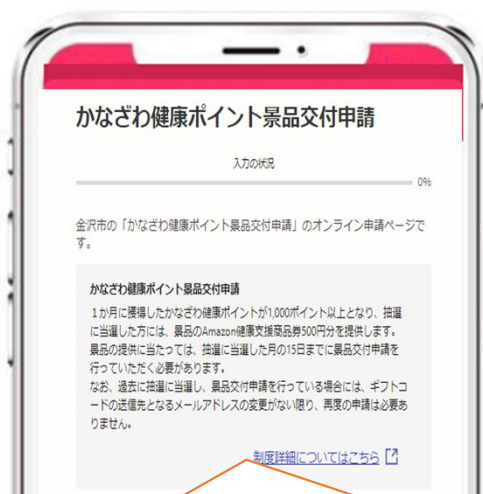 かなざわ健康ポイント景品交付申請
入力の状況
0%
金沢市の「かなざわ健康ポイント景品交付申請」のオンライン申請ページで
す。
かなざわ健康ポイント景品交付申請
１か月に獲得したかなざわ健康ポイントが1,000ポイント以上となり、抽選
に当選した方には、景品のAmazon健康支援商品券500円分を提供します。
景品の提供に当たっては、抽選に当選した月の15日までに景品交付申請を
行っていただく必要があります。
なお、過去に抽選に当選し、景品交付申請を行っている場合には、ギフトコ
ードの送信先となるメールアドレスの変更がない限り、再度の申請は必要あ
りません。
制度詳細についてはこちら